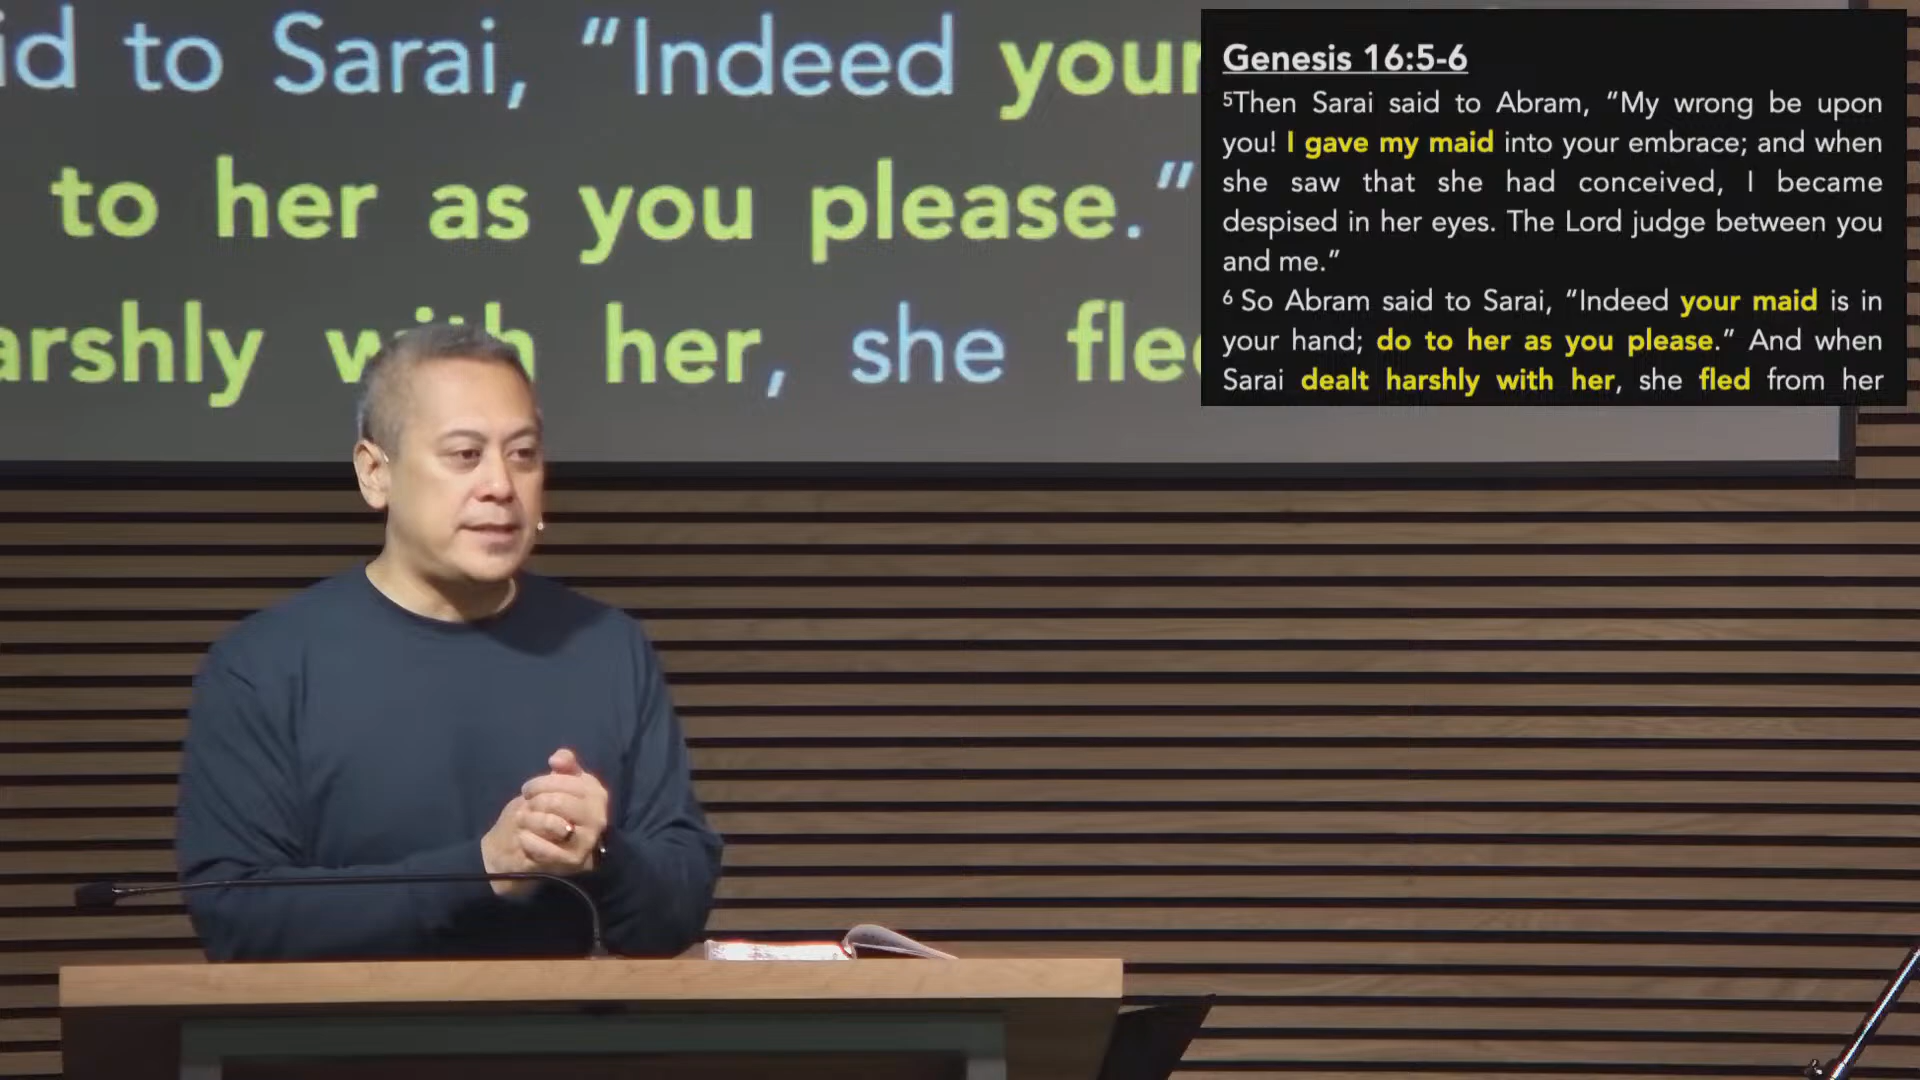 id to Sarai, “Indeed your
to her as you please.”
arshly with her, she fled
Genesis 16:5-6
5Then Sarai said to Abram, “My wrong be upon
you! I gave my maid into your embrace; and when
she saw that she had conceived, I became
despised in her eyes. The Lord judge between you
and me.”
6 So Abram said to Sarai, “Indeed your maid is in
your hand; do to her as you please.” And when
Sarai dealt harshly with her, she fled from her